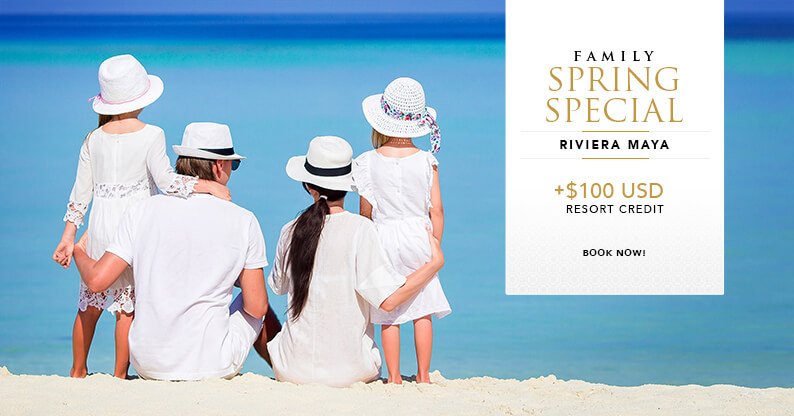 FAMILY
SPRING
SPECIAL
RIVIERA MAYA
+$100 USD
RESORT CREDIT
BOOK NOW!